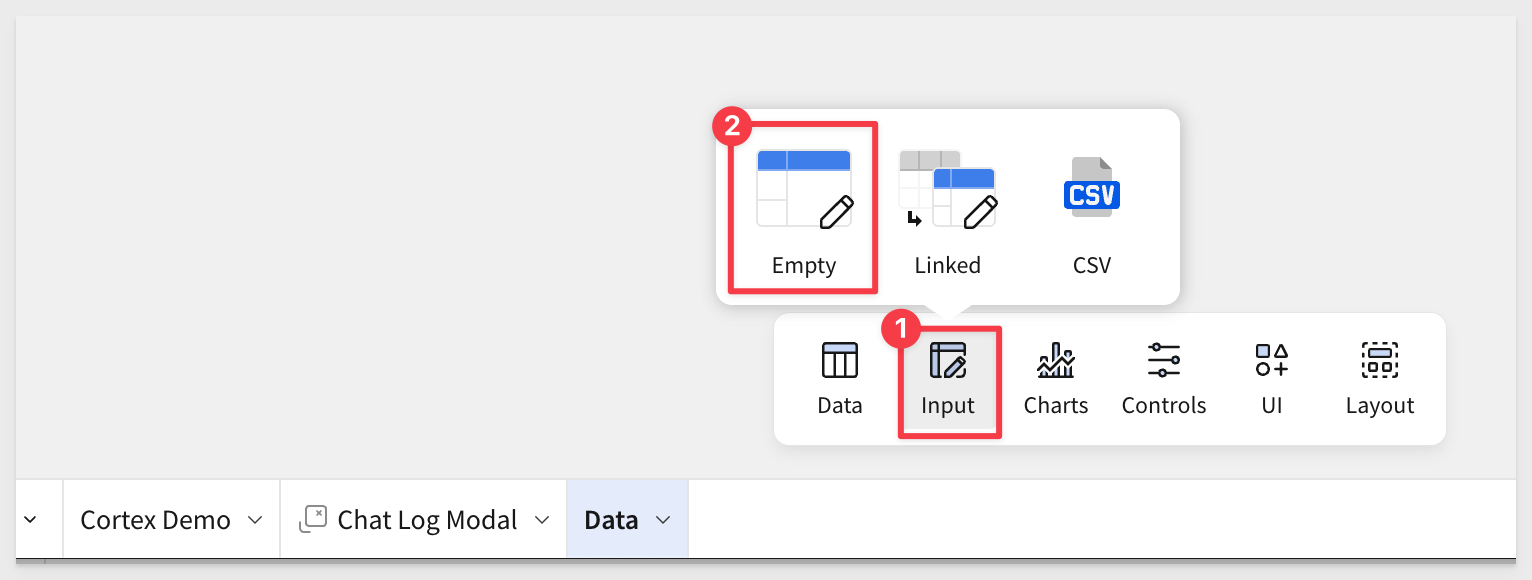 2
CSV
Empty Linked CSV
1
Data Input Charts Controls UI Layout
Cortex Demo Chat Log Modal Data